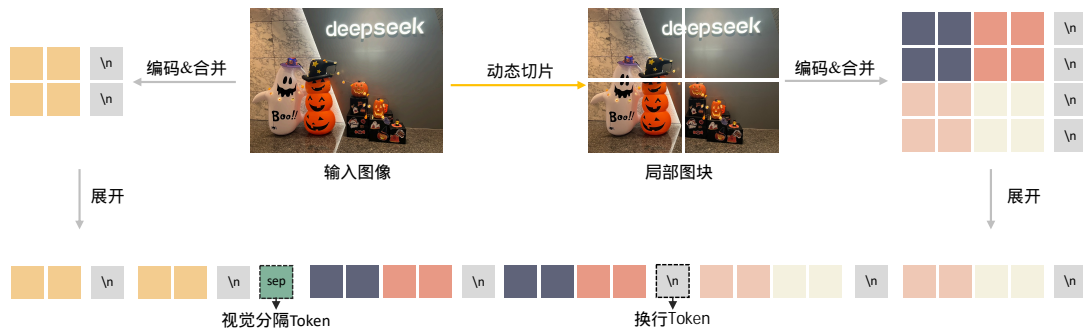 deepseek
deepseek
\n
\n
编码&合并
动态切片
编码&合并
\n
\n
\n
\n
Boo!!
Boo!!
输入图像
局部图块
展开
展开
\n
\n
sep
\n
\n
\n
\n
视觉分隔Token
换行Token